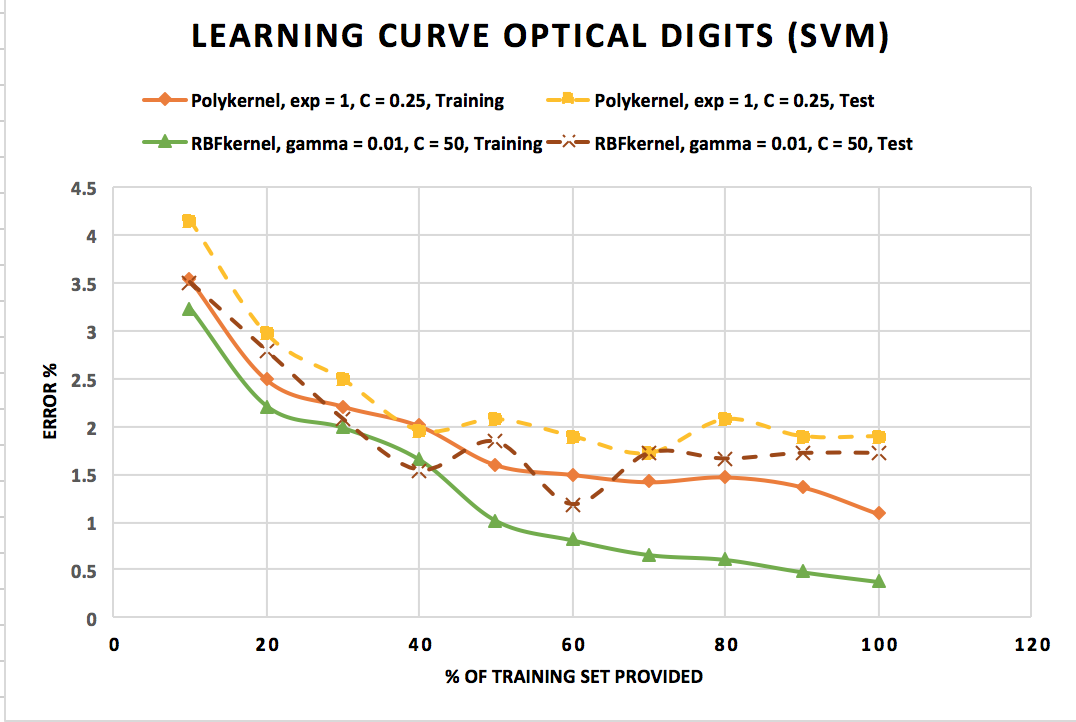 LEARNING CURVE OPTICAL DIGITS (SVM)
Polykernel, exp = 1, C = 0.25, Training
Polykernel, exp = 1, C = 0.25, Test
RBFkernel, gamma = 0.01, C = 50, Training
RBFkernel, gamma = 0.01, C = 50, Test
4.5
4
3.5
3
2.5
2
1.5
1
0.5
0
ERROR %
0 20 40 60 80 100 120
% OF TRAINING SET PROVIDED